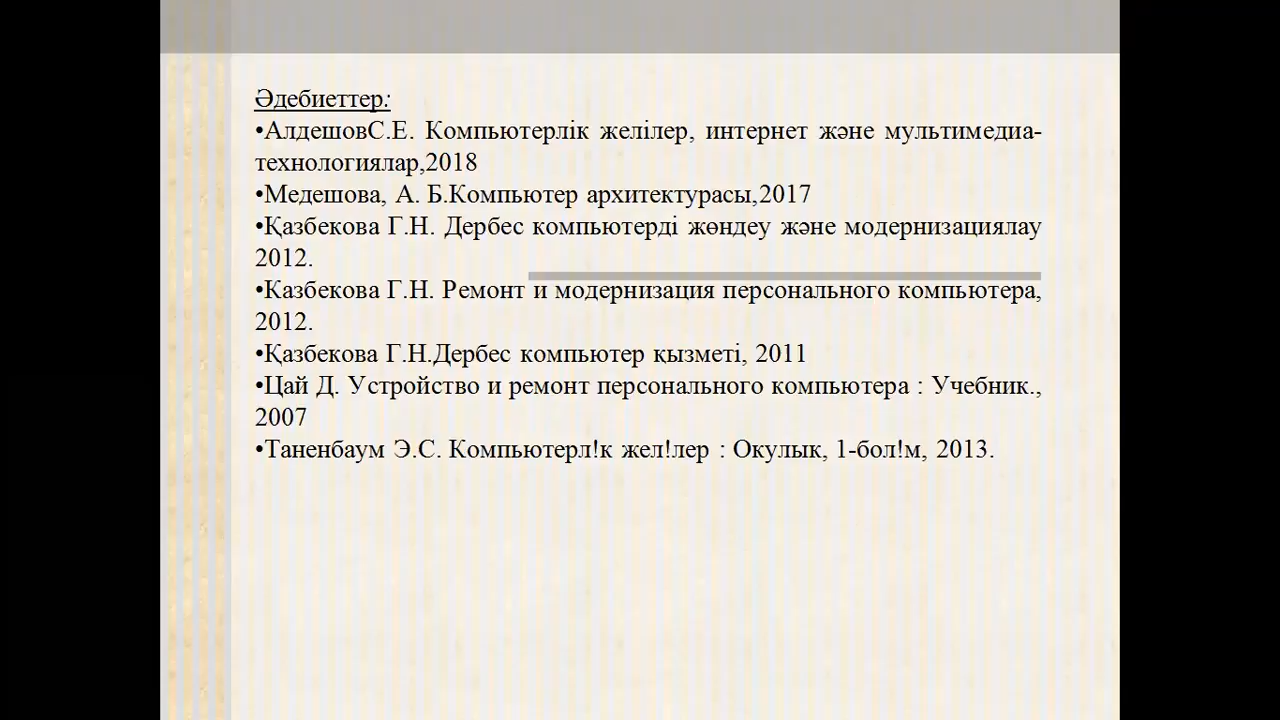 Әдебиеттер:
•АлдешовС.Е. Компьютерлік желілер, интернет және мультимедиа-
технологиялар,2018
•Медешова, А. Б.Компьютер архитектурасы,2017
•Қазбекова Г.Н. Дербес компьютерді жөндеу және модернизациялау
2012.
•Казбекова Г.Н. Ремонт и модернизация персонального компьютера,
2012.
•Қазбекова Г.Н.Дербес компьютер қызметі, 2011
•Цай Д. Устройство и ремонт персонального компьютера : Учебник.,
2007
•Таненбаум Э.С. Компьютерл!к жел!лер : Окулык, 1-бол!м, 2013.